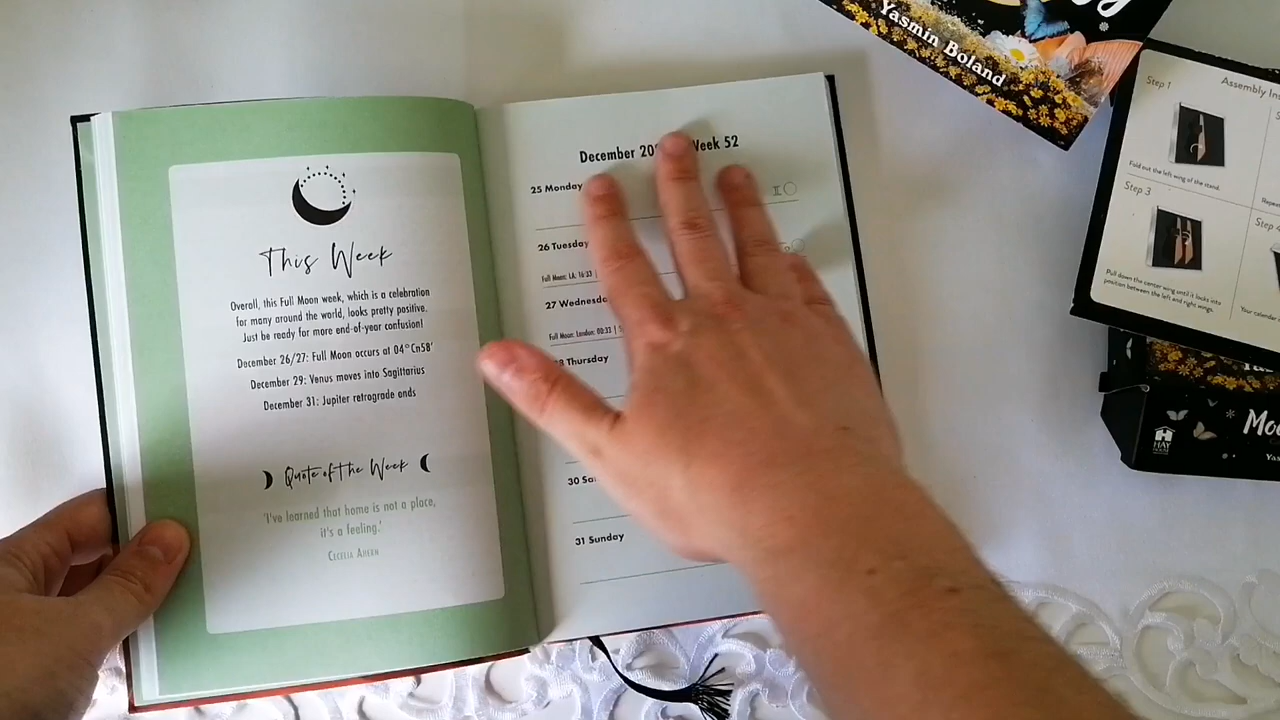 This Week
Overall, this Full Moon week, which is a celebration
for many around the world, looks pretty positive.
Just be ready for more end-of-year confusion!
December 26/27: Full Moon occurs at 04°Cn58'
December 29: Venus moves into Sagittarius
December 31: Jupiter retrograde ends
Quote of the Week
'I've learned that home is not a place,
it's a feeling.'
Cecelia Ahern
December 20 Week 52
25 Monday
26 Tuesday
Full Moon: LA: 16:33 |
27 Wednesday
Full Moon: London: 00:33 |
28 Thursday
30
31 Sunday
Yasmin Boland
Step 1
Assembly
Fold out the left wing of the stand.
Step 3
Step
Pull down the center wing until it locks into
position between the left and right wings.
Your calendar
HAY
HOUSE